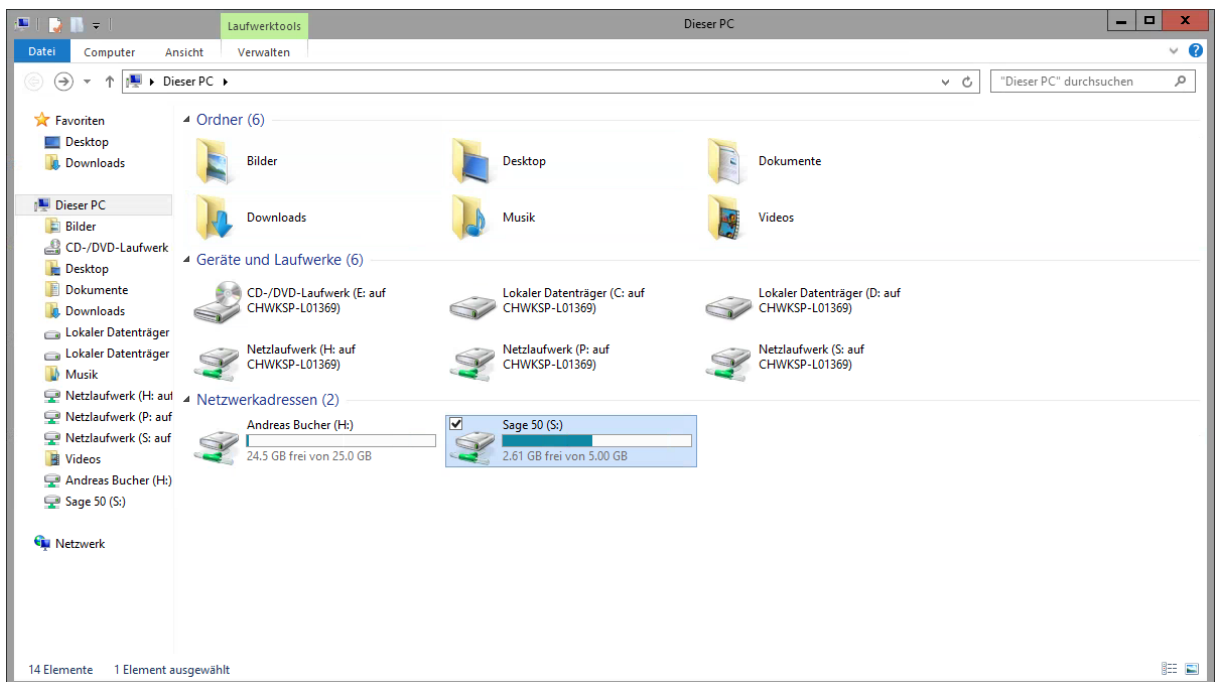 Laufwerktools
Dieser PC
Datei
Computer
Ansicht
Verwalten
Dieser PC
"Dieser PC" durchsuchen
Favoriten
Desktop
Downloads
Dieser PC
Bilder
CD-/DVD-Laufwerk
Desktop
Dokumente
Downloads
Lokaler Datenträger
Lokaler Datenträger
Musik
Netzlaufwerk (H: auf
Netzlaufwerk (P: auf
Netzlaufwerk (S: auf
Videos
Andreas Bucher (H:)
Sage 50 (S:)
Netzwerk
Ordner (6)
Bilder
Desktop
Dokumente
Downloads
Musik
Videos
Geräte und Laufwerke (6)
CD-/DVD-Laufwerk (E: auf
CHWKSP-L01369)
Lokaler Datenträger (C: auf
CHWKSP-L01369)
Lokaler Datenträger (D: auf
CHWKSP-L01369)
Netzlaufwerk (H: auf
CHWKSP-L01369)
Netzlaufwerk (P: auf
CHWKSP-L01369)
Netzlaufwerk (S: auf
CHWKSP-L01369)
Netzwerkadressen (2)
Andreas Bucher (H:)
24.5 GB frei von 25.0 GB
Sage 50 (S:)
2.61 GB frei von 5.00 GB
14 Elemente
1 Element ausgewählt